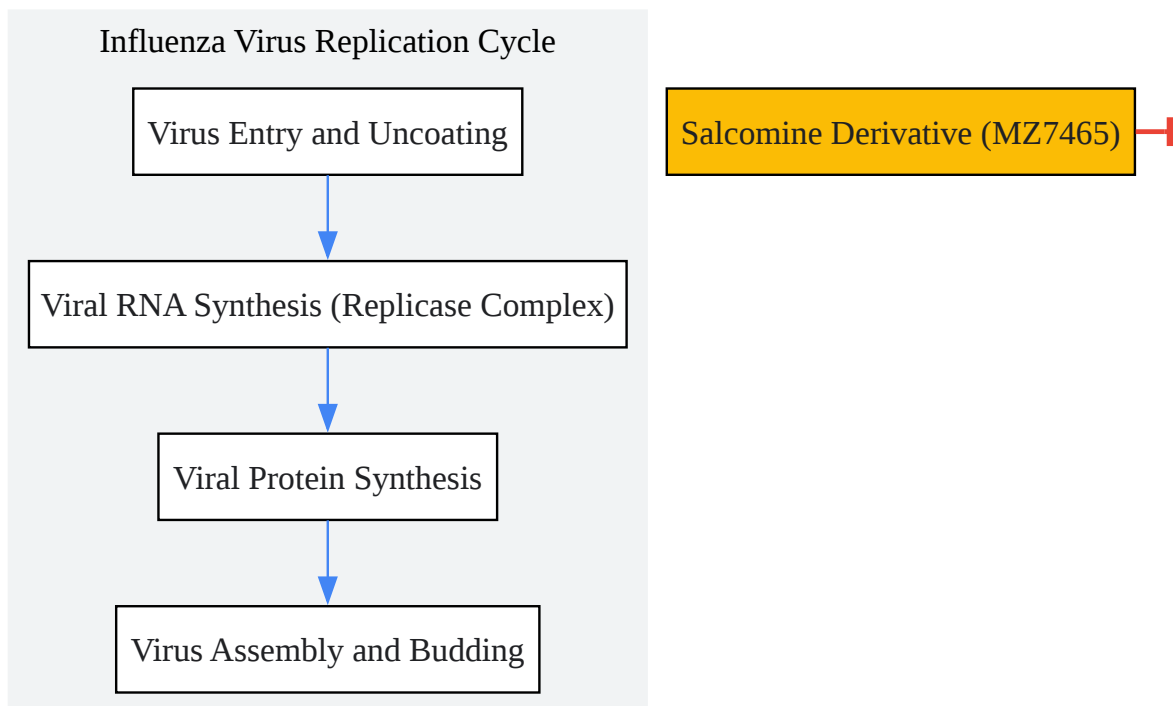 Influenza Virus Replication Cycle
Virus Entry and Uncoating
Salcomine Derivative (MZ7465)
Viral RNA Synthesis (Replicase Complex)
Viral Protein Synthesis
Virus Assembly and Budding